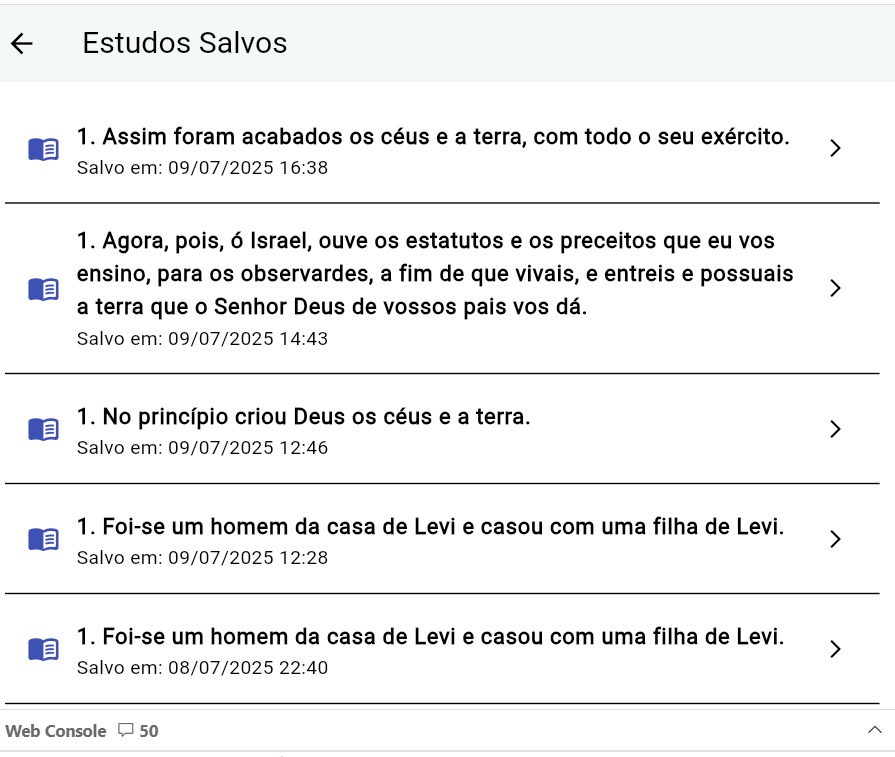 Estudos Salvos
1. Assim foram acabados os céus e a terra, com todo o seu exército.
Salvo em: 09/07/2025 16:38
1. Agora, pois, ó Israel, ouve os estatutos e os preceitos que eu vos
ensino, para os observardes, a fim de que vivais, e entreis e possuais
a terra que o Senhor Deus de vossos pais vos dá.
Salvo em: 09/07/2025 14:43
1. No princípio criou Deus os céus e a terra.
Salvo em: 09/07/2025 12:46
1. Foi-se um homem da casa de Levi e casou com uma filha de Levi.
Salvo em: 09/07/2025 12:28
1. Foi-se um homem da casa de Levi e casou com uma filha de Levi.
Salvo em: 08/07/2025 22:40
Web Console 50